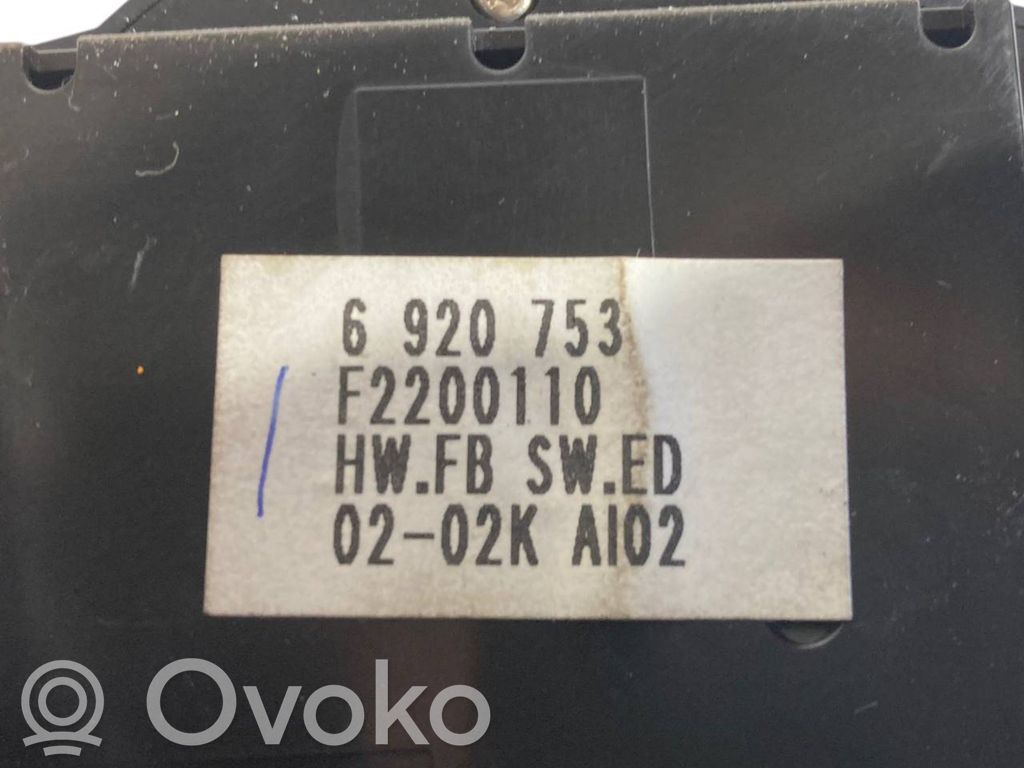 6 920 753
F2200110
HW.FB SW.ED
02-02K AI02
Ovoko